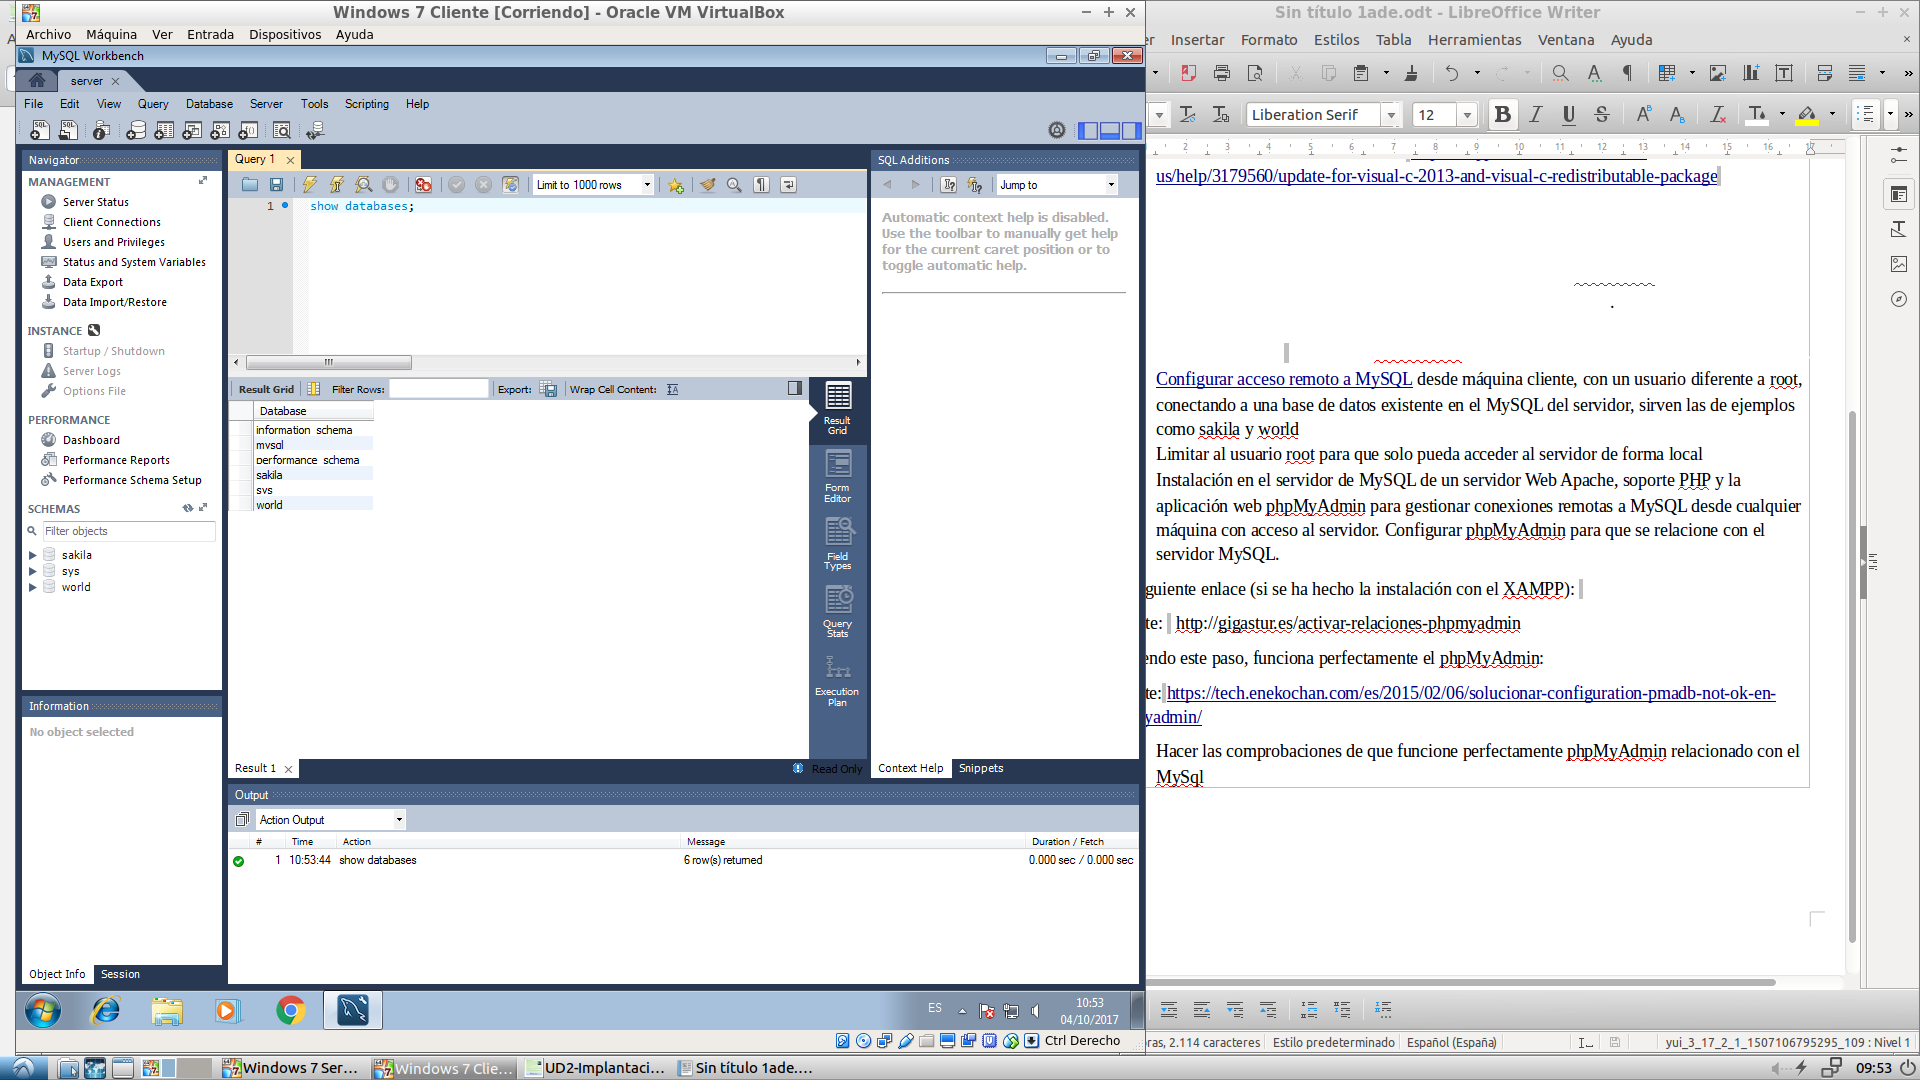 Windows 7 Cliente [Corriendo] - Oracle VM VirtualBox
Archivo Máquina Ver Entrada Dispositivos Ayuda
MySQL Workbench
server
File Edit View Query Database Server Tools Scripting Help
Navigator
MANAGEMENT
Server Status
Client Connections
Users and Privileges
Status and System Variables
Data Export
Data Import/Restore
INSTANCE
Startup / Shutdown
Server Logs
Options File
PERFORMANCE
Dashboard
Performance Reports
Performance Schema Setup
SCHEMAS
Filter objects
sakila
sys
world
Information
No object selected
Object Info Session
Query 1
Limit to 1000 rows
1 show databases;
Result Grid Filter Rows: Export: Wrap Cell Content:
Database
information_schema
mysql
performance_schema
sakila
sys
world
Result Grid
Form Editor
Field Types
Query Stats
Execution Plan
Result 1
Read Only
SQL Additions
Jump to
Automatic context help is disabled.
Use the toolbar to manually get help
for the current caret position or to
toggle automatic help.
Context Help Snippets
Output
Action Output
# Time Action Message Duration / Fetch
1 10:53:44 show databases 6 row(s) returned 0.000 sec / 0.000 sec
ES
10:53
04/10/2017
Ctrl Derecho
Sin título 1ade.odt - LibreOffice Writer
er Insertar Formato Estilos Tabla Herramientas Ventana Ayuda
Liberation Serif 12
2 3 4 5 6 7 8 9 10 11 12 13 14 15 16 17
us/help/3179560/update-for-visual-c-2013-and-visual-c-redistributable-package
.
Configurar acceso remoto a MySQL desde máquina cliente, con un usuario diferente a root,
conectando a una base de datos existente en el MySQL del servidor, sirven las de ejemplos
como sakila y world
Limitar al usuario root para que solo pueda acceder al servidor de forma local
Instalación en el servidor de MySQL de un servidor Web Apache, soporte PHP y la
aplicación web phpMyAdmin para gestionar conexiones remotas a MySQL desde cualquier
máquina con acceso al servidor. Configurar phpMyAdmin para que se relacione con el
servidor MySQL.
guiente enlace (si se ha hecho la instalación con el XAMPP):
te: http://gigastur.es/activar-relaciones-phpmyadmin
endo este paso, funciona perfectamente el phpMyAdmin:
te: https://tech.enekochan.com/es/2015/02/06/solucionar-configuration-pmadb-not-ok-en-
yadmin/
Hacer las comprobaciones de que funcione perfectamente phpMyAdmin relacionado con el
MySql
ras, 2.114 caracteres Estilo predeterminado Español (España) yui_3_17_2_1_1507106795295_109 : Nivel 1
Windows 7 Ser... Windows 7 Clie... UD2-Implantaci... Sin título 1ade.... 09:53